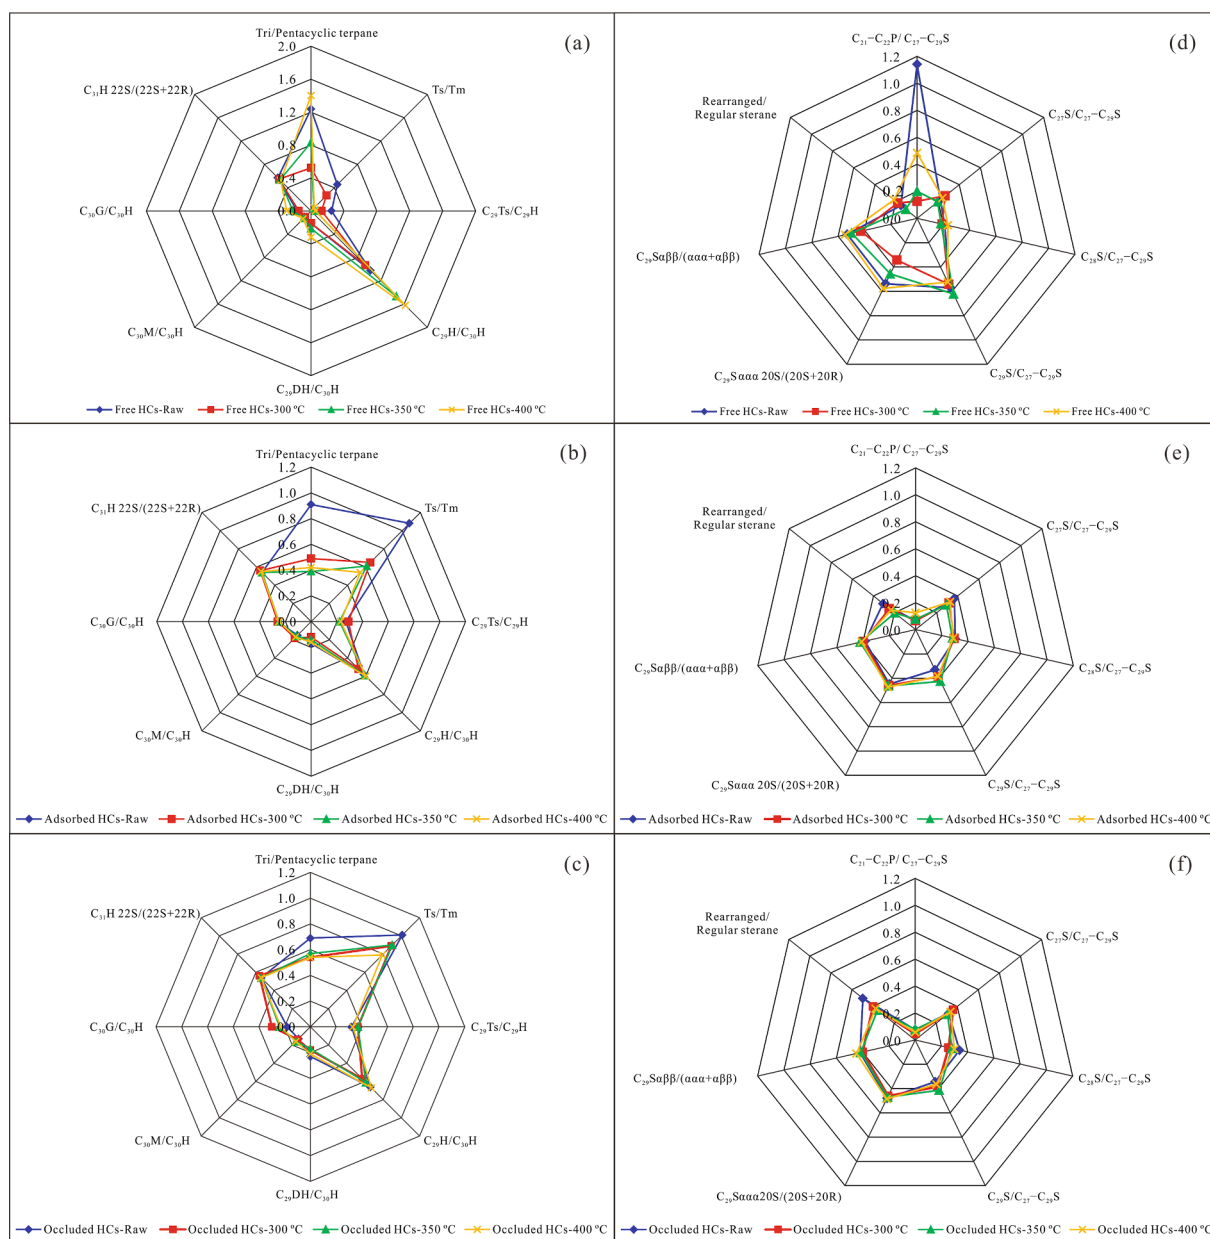 (a)
Tri/Pentacyclic terpane
2.0
1.6
1.2
0.8
0.4
0.0
Ts/Tm
C₂₉Ts/C₂₉H
C₂₉H/C₃₀H
C₂₉DH/C₃₀H
C₃₀M/C₃₀H
C₃₀G/C₃₀H
C₃₁H 22S/(22S+22R)
Free HCs-Raw Free HCs-300 ºC Free HCs-350 ºC Free HCs-400 ºC
(d)
C₂₁−C₂₂P/ C₂₇−C₂₉S
1.2
1.0
0.8
0.6
0.4
0.2
0.0
C₂₇S/C₂₇−C₂₉S
C₂₈S/C₂₇−C₂₉S
C₂₉S/C₂₇−C₂₉S
C₂₉Sααα 20S/(20S+20R)
C₂₉Sαββ/(ααα+αββ)
Rearranged/
Regular sterane
Free HCs-Raw Free HCs-300 ºC Free HCs-350 ºC Free HCs-400 ºC
(b)
Tri/Pentacyclic terpane
1.2
1.0
0.8
0.6
0.4
0.2
0.0
Ts/Tm
C₂₉Ts/C₂₉H
C₂₉H/C₃₀H
C₂₉DH/C₃₀H
C₃₀M/C₃₀H
C₃₀G/C₃₀H
C₃₁H 22S/(22S+22R)
Adsorbed HCs-Raw Adsorbed HCs-300 ºC Adsorbed HCs-350 ºC Adsorbed HCs-400 ºC
(e)
C₂₁−C₂₂P/ C₂₇−C₂₉S
1.2
1.0
0.8
0.6
0.4
0.2
0.0
C₂₇S/C₂₇−C₂₉S
C₂₈S/C₂₇−C₂₉S
C₂₉S/C₂₇−C₂₉S
C₂₉Sααα 20S/(20S+20R)
C₂₉Sαββ/(ααα+αββ)
Rearranged/
Regular sterane
Adsorbed HCs-Raw Adsorbed HCs-300 ºC Adsorbed HCs-350 ºC Adsorbed HCs-400 ºC
(c)
Tri/Pentacyclic terpane
1.2
1.0
0.8
0.6
0.4
0.2
0.0
Ts/Tm
C₂₉Ts/C₂₉H
C₂₉H/C₃₀H
C₂₉DH/C₃₀H
C₃₀M/C₃₀H
C₃₀G/C₃₀H
C₃₁H 22S/(22S+22R)
Occluded HCs-Raw Occluded HCs-300 ºC Occluded HCs-350 ºC Occluded HCs-400 ºC
(f)
C₂₁−C₂₂P/ C₂₇−C₂₉S
1.2
1.0
0.8
0.6
0.4
0.2
0.0
C₂₇S/C₂₇−C₂₉S
C₂₈S/C₂₇−C₂₉S
C₂₉S/C₂₇−C₂₉S
C₂₉Sααα20S/(20S+20R)
C₂₉Sαββ/(ααα+αββ)
Rearranged/
Regular sterane
Occluded HCs-Raw Occluded HCs-300 ºC Occluded HCs-350 ºC Occluded HCs-400 ºC